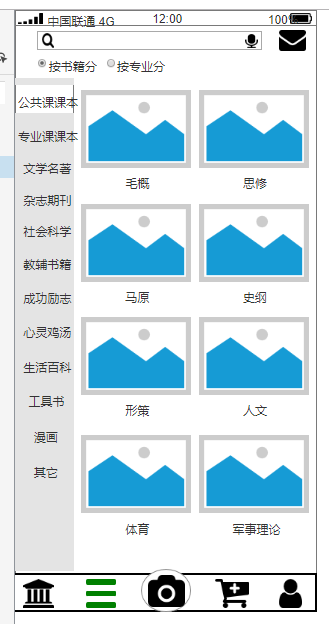 中国联通 4G 12:00 100%
按书籍分 按专业分
公共课课本
专业课课本
文学名著
杂志期刊
社会科学
教辅书籍
成功励志
心灵鸡汤
生活百科
工具书
漫画
其它
毛概 思修
马原 史纲
形策 人文
体育 军事理论